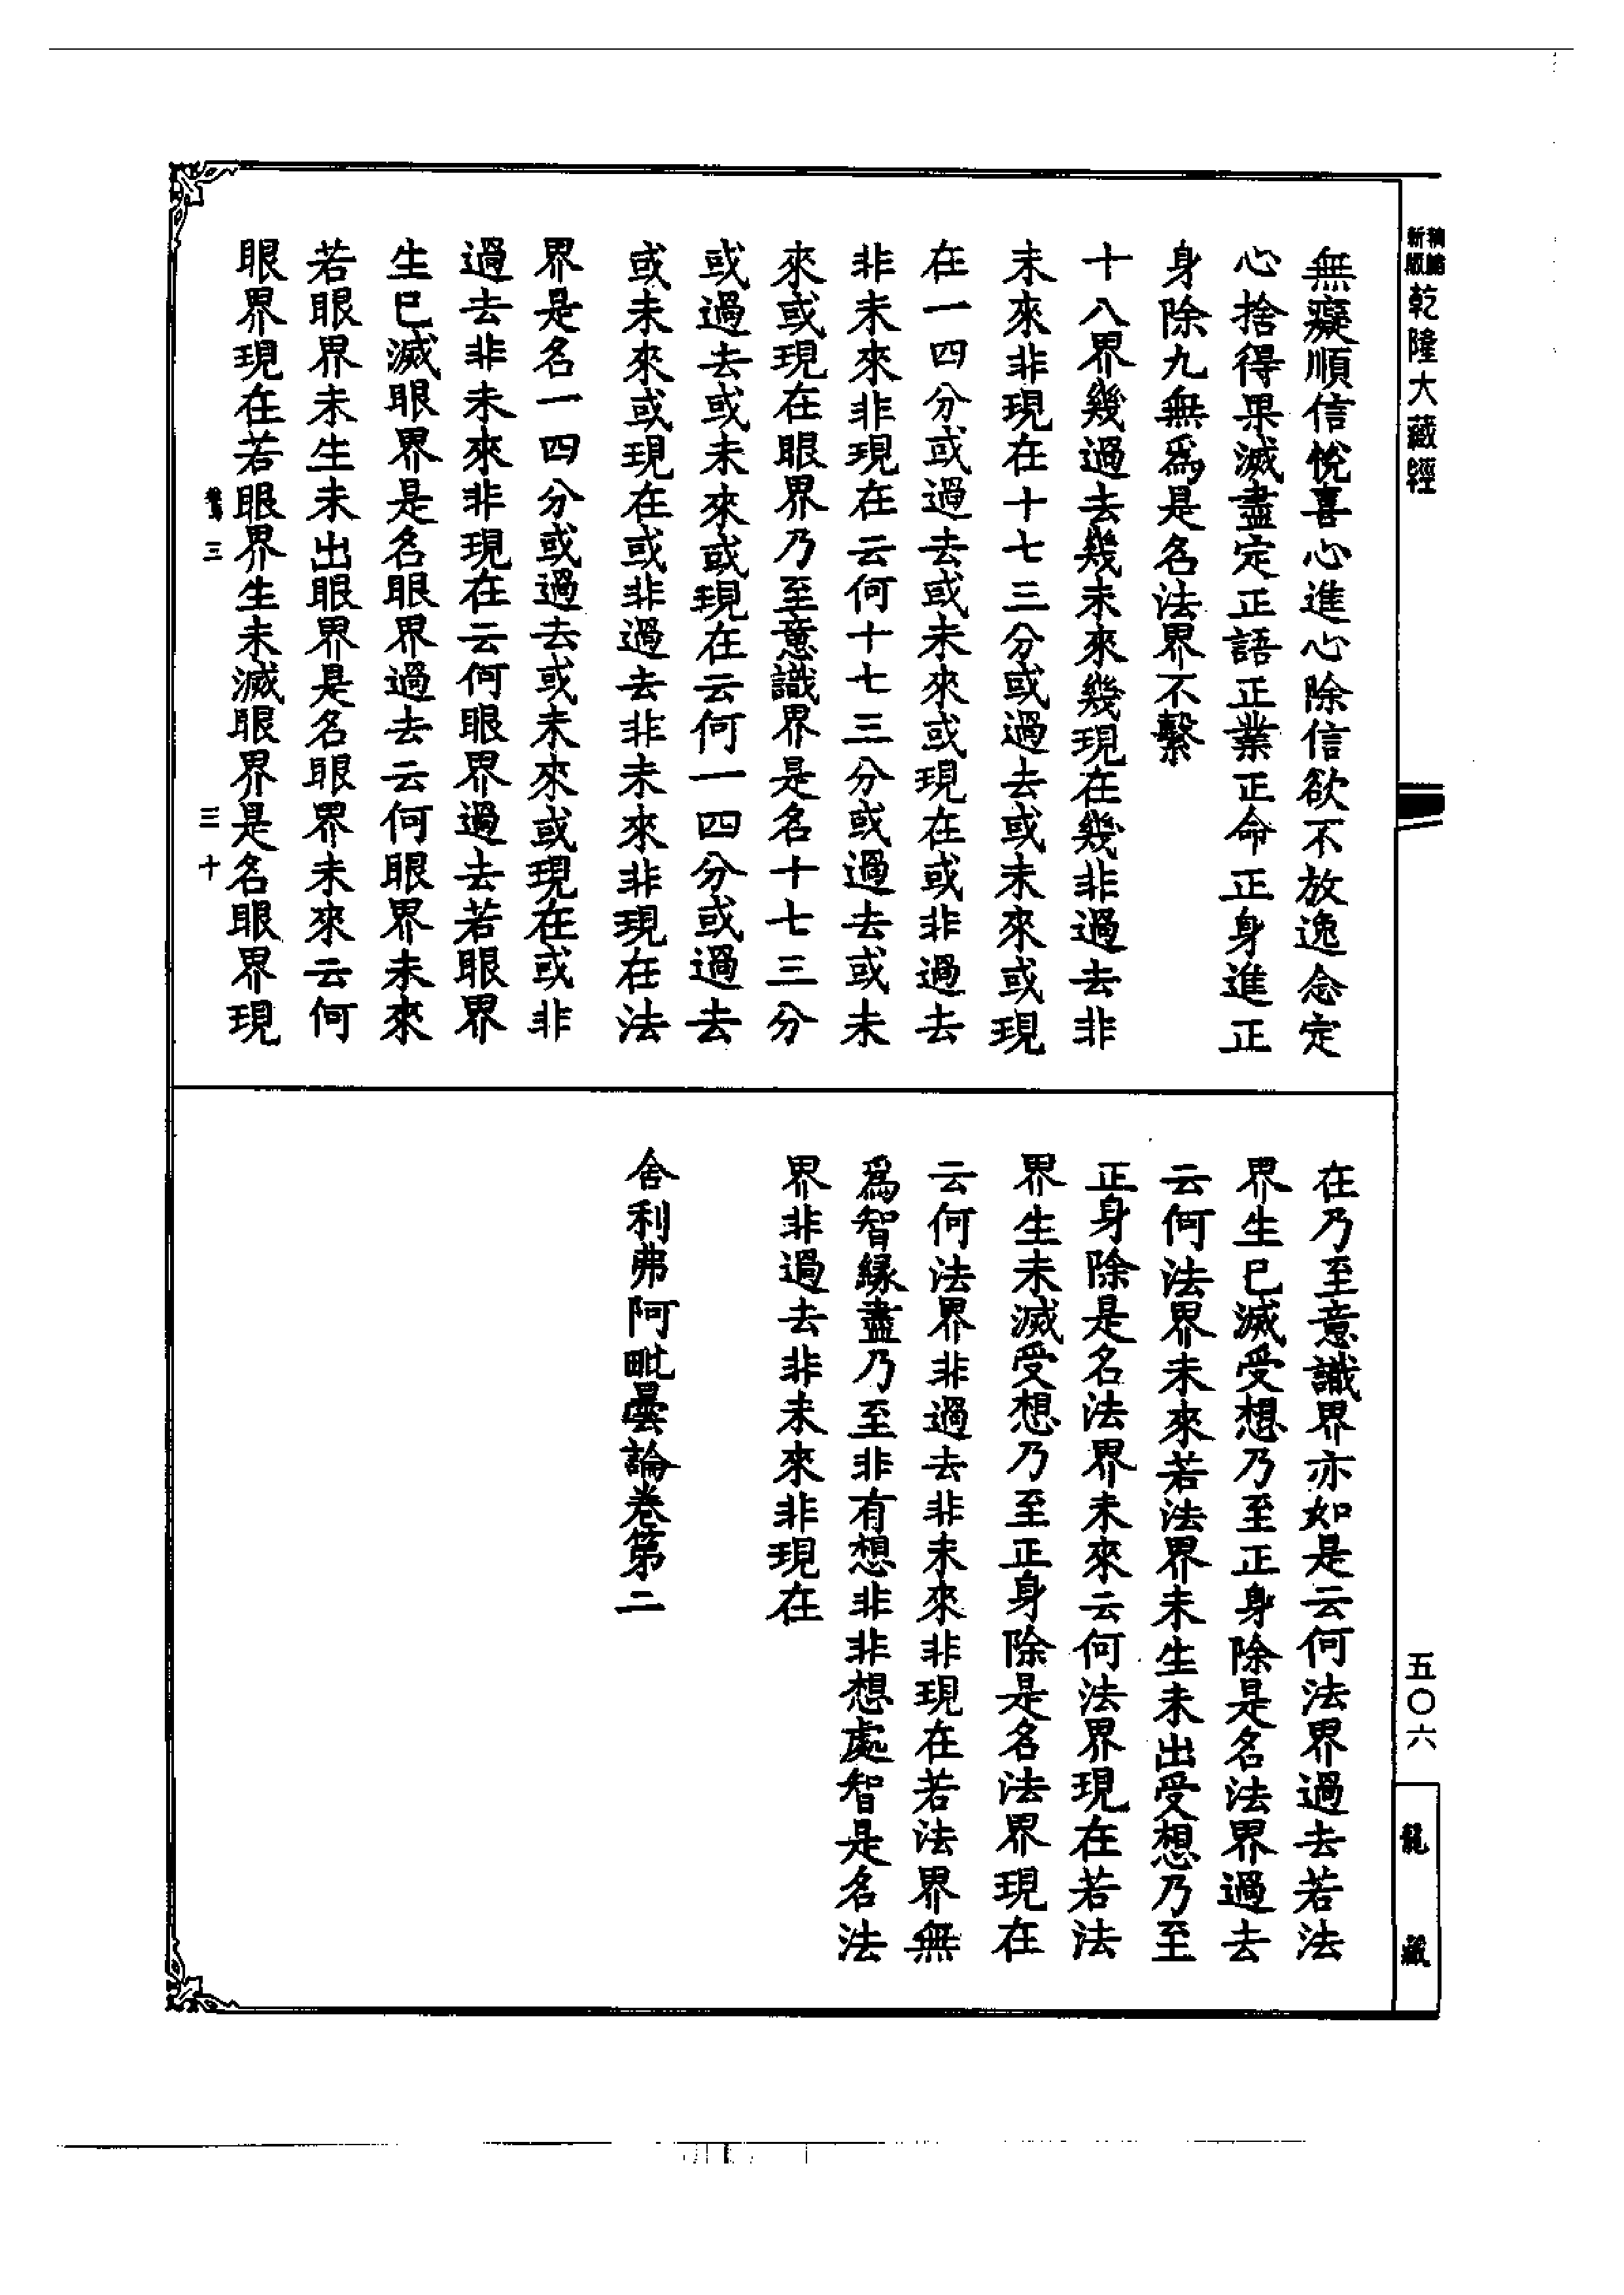 新版
乾隆大藏經
無癡順信悅喜心進心除信欲不放逸念定
心捨得果滅盡定正語正業正命正身進正
身除九無爲是名法界不繫
十八界幾過去幾未來幾現在幾非過去非
未來非現在十七三分或過去或未來或現
在一四分或過去或未來或現在或非過去
非未來非現在云何十七三分或過去或未
來或現在眼界乃至意識界是名十七三分
或過去或未來或現在云何一四分或過去
或未來或現在或非過去非未來非現在法
界是名一四分或過去或未來或現在或非
過去非未來非現在云何眼界過去若眼界
生已滅眼界是名眼界過去云何眼界未來
若眼界未生未出眼界是名眼界未來云何
眼界現在若眼界生未滅眼界是名眼界現
三 三十
在乃至意識界亦如是云何法界過去若法
界生已滅受想乃至正身除是名法界過去
云何法界未來若法界未生未出受想乃至
正身除是名法界未來云何法界現在若法
界生未滅受想乃至正身除是名法界現在
云何法界非過去非未來非現在若法界無
爲智緣盡乃至非有想非非想處智是名法
界非過去非未來非現在
舍利弗阿毗曇論卷第二
五〇六
龍藏